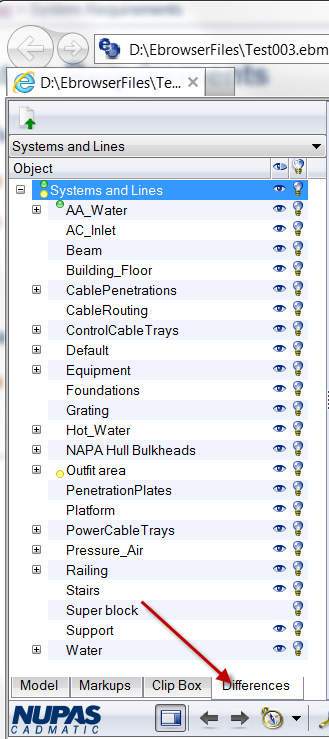 D:\EbrowserFiles\Test003.ebm
D:\EbrowserFiles\Te...
Systems and Lines
Object
Systems and Lines
AA_Water
AC_Inlet
Beam
Building_Floor
CablePenetrations
CableRouting
ControlCableTrays
Default
Equipment
Foundations
Grating
Hot_Water
NAPA Hull Bulkheads
Outfit area
PenetrationPlates
Platform
PowerCableTrays
Pressure_Air
Railing
Stairs
Super block
Support
Water
Model Markups Clip Box Differences
NUPAS
CADMATIC